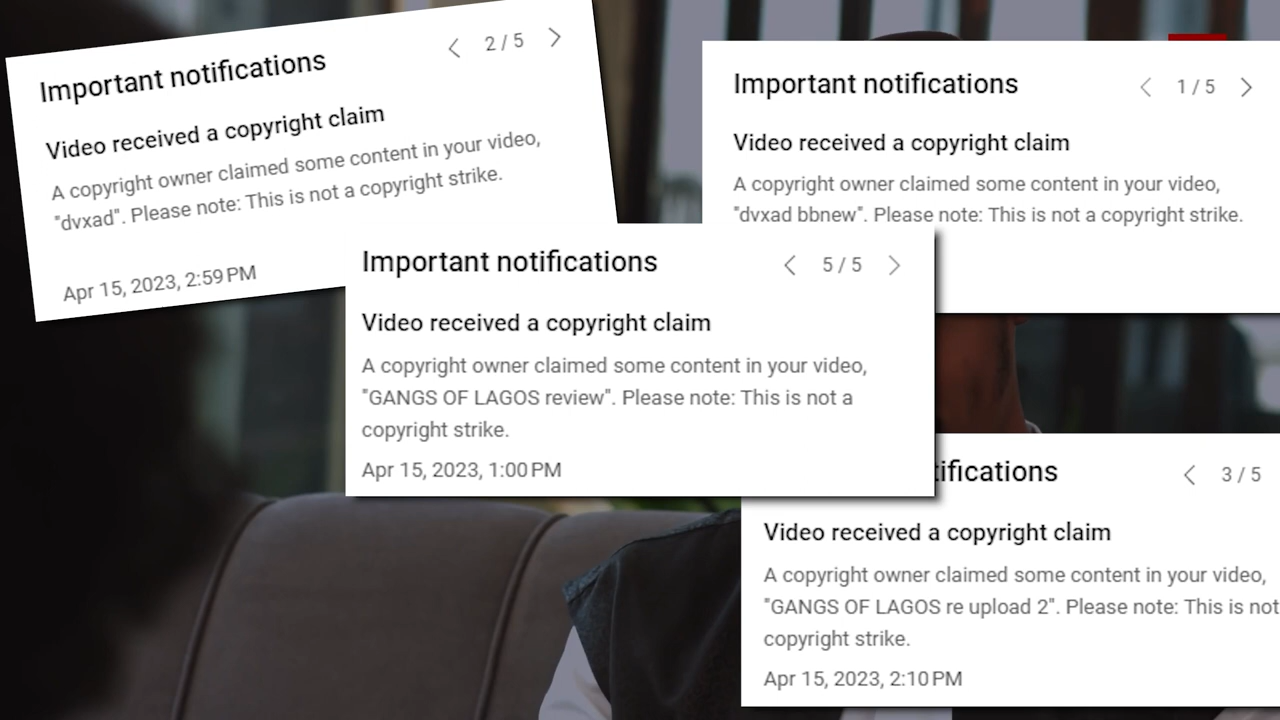 Important notifications
2 / 5
Video received a copyright claim
A copyright owner claimed some content in your video,
"dvxad". Please note: This is not a copyright strike.
Apr 15, 2023, 2:59 PM
Important notifications
1 / 5
Video received a copyright claim
A copyright owner claimed some content in your video,
"dvxad bbnew". Please note: This is not a copyright strike.
Important notifications
5 / 5
Video received a copyright claim
A copyright owner claimed some content in your video,
"GANGS OF LAGOS review". Please note: This is not a
copyright strike.
Apr 15, 2023, 1:00 PM
tifications
3 / 5
Video received a copyright claim
A copyright owner claimed some content in your video,
"GANGS OF LAGOS re upload 2". Please note: This is not
copyright strike.
Apr 15, 2023, 2:10 PM